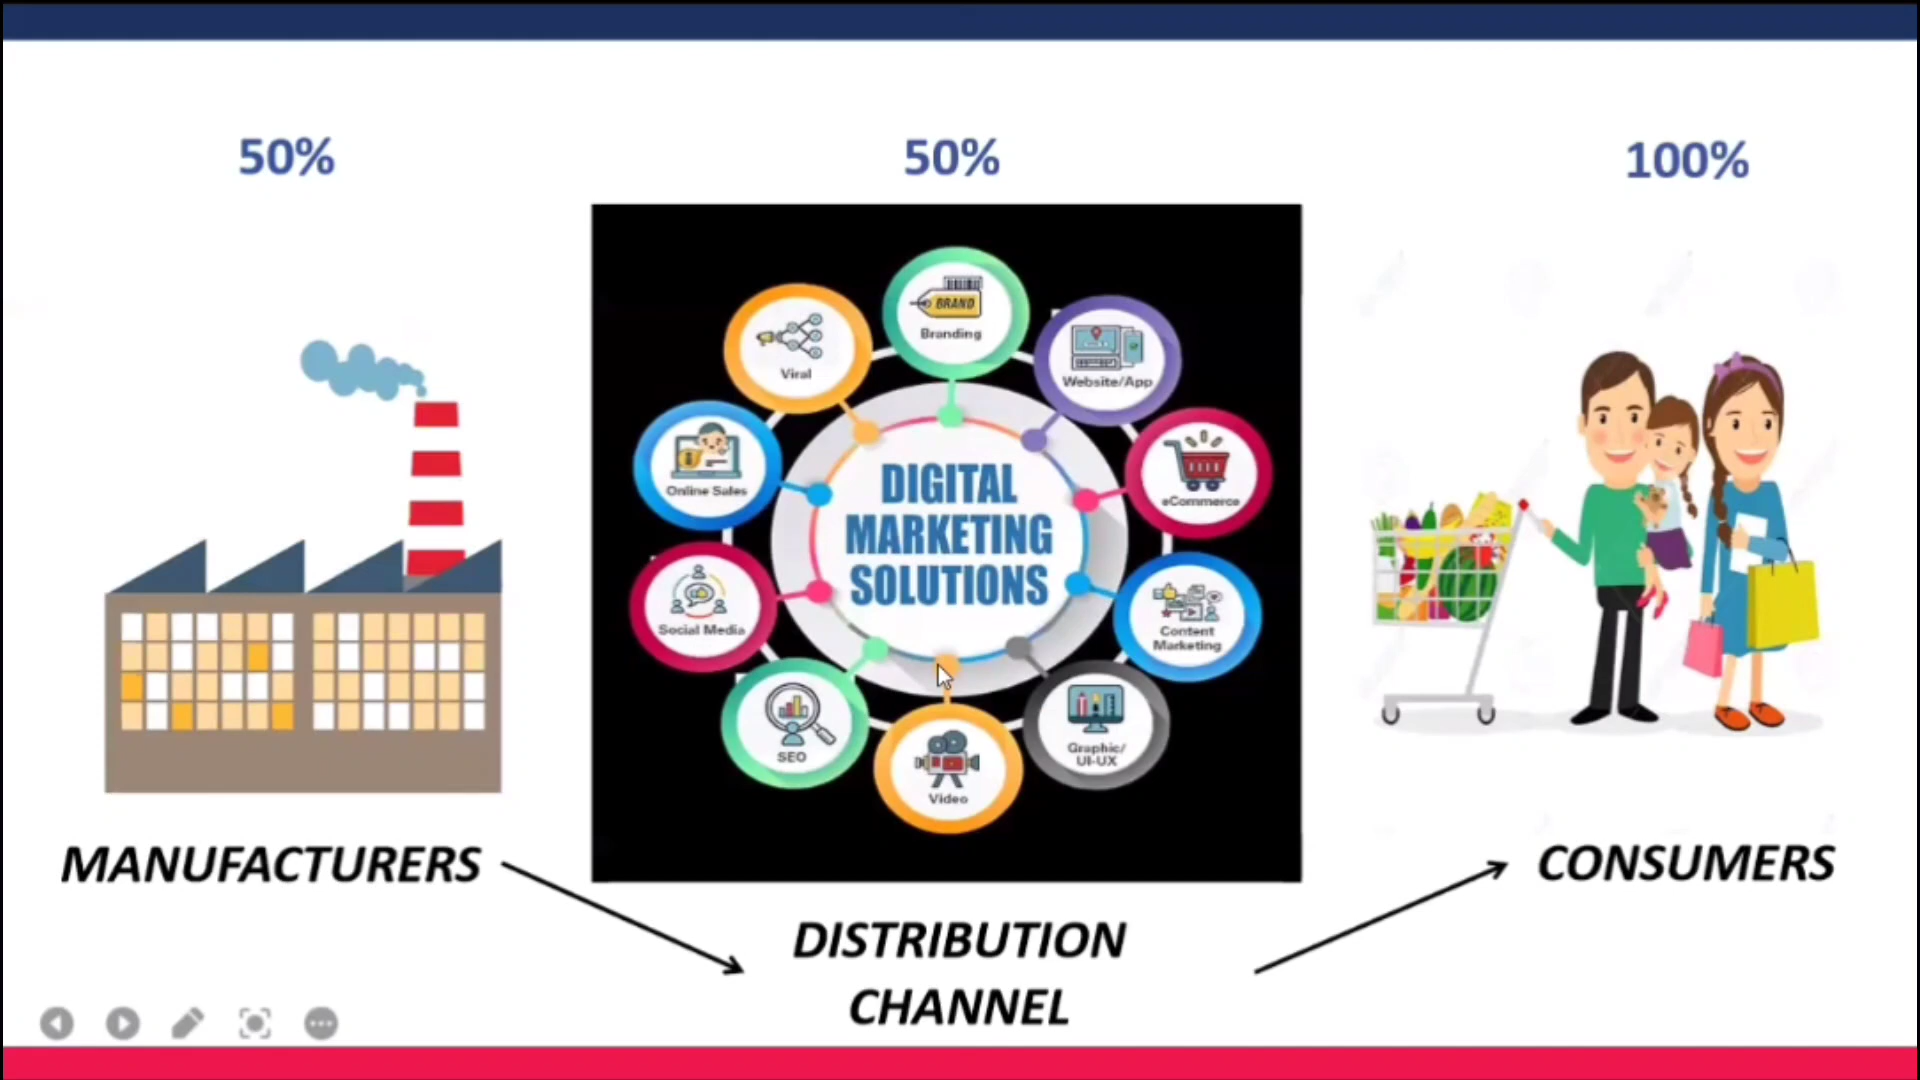 50%
50%
100%
BRAND
Branding
Viral
Website/App
Online Sales
eCommerce
DIGITAL
MARKETING
SOLUTIONS
Social Media
Content
Marketing
SEO
Graphic/
UI-UX
Video
MANUFACTURERS
CONSUMERS
DISTRIBUTION
CHANNEL